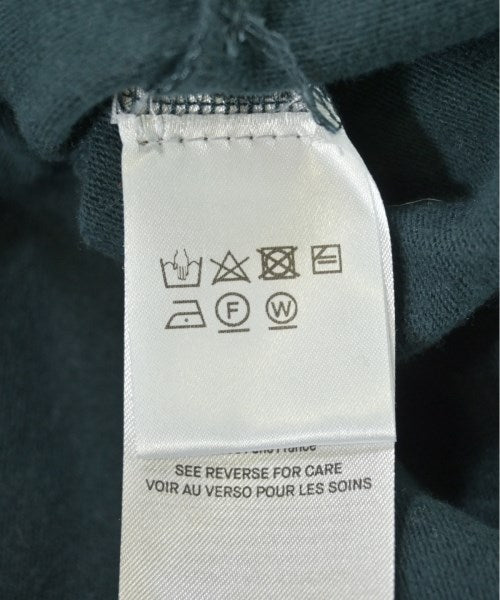 F W
SEE REVERSE FOR CARE
VOIR AU VERSO POUR LES SOINS